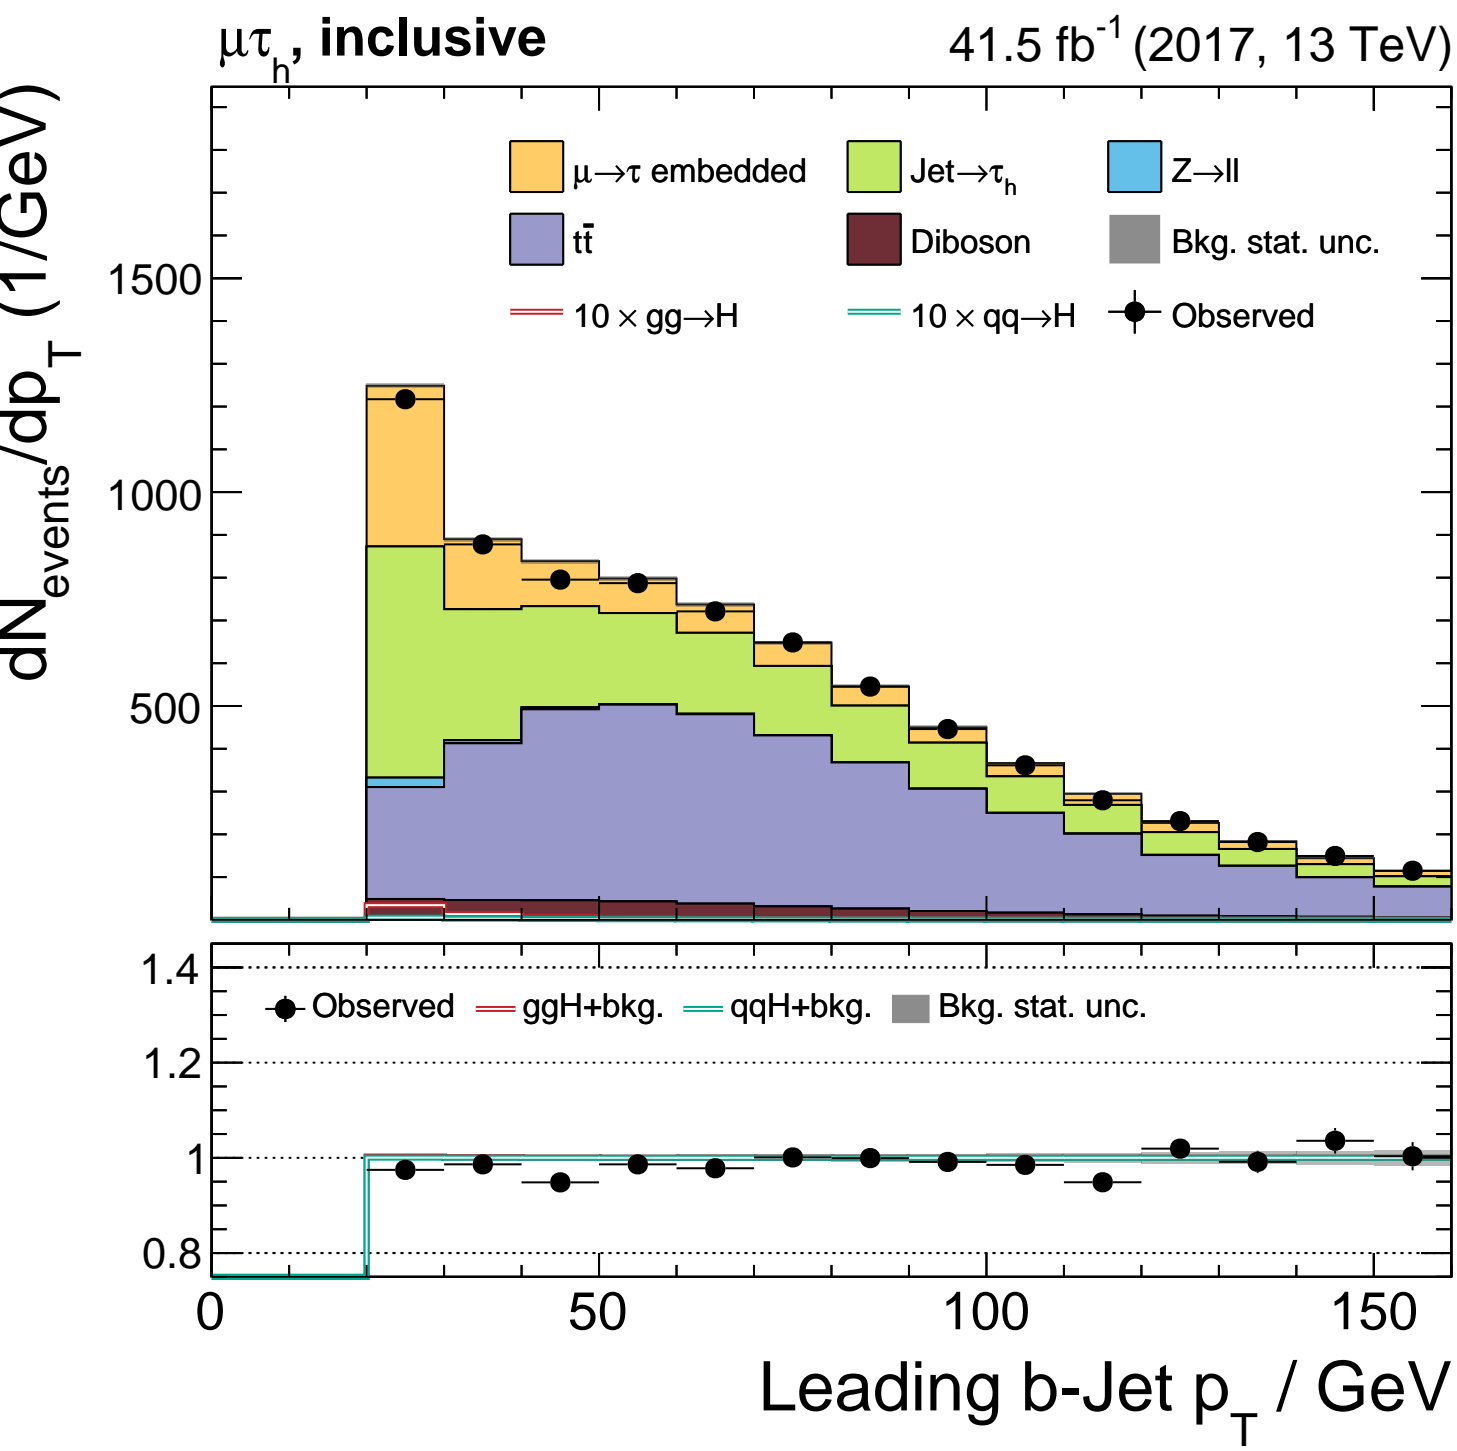 μτh, inclusive
41.5 fb-1 (2017, 13 TeV)
dNevents/dpT (1/GeV)
μ→τ embedded
Jet→τh
Z→ll
tt̄
Diboson
Bkg. stat. unc.
10 × gg→H
10 × qq→H
Observed
1500
1000
500
1.4
Observed
ggH+bkg.
qqH+bkg.
Bkg. stat. unc.
1.2
1
0.8
0
50
100
150
Leading b-Jet pT / GeV